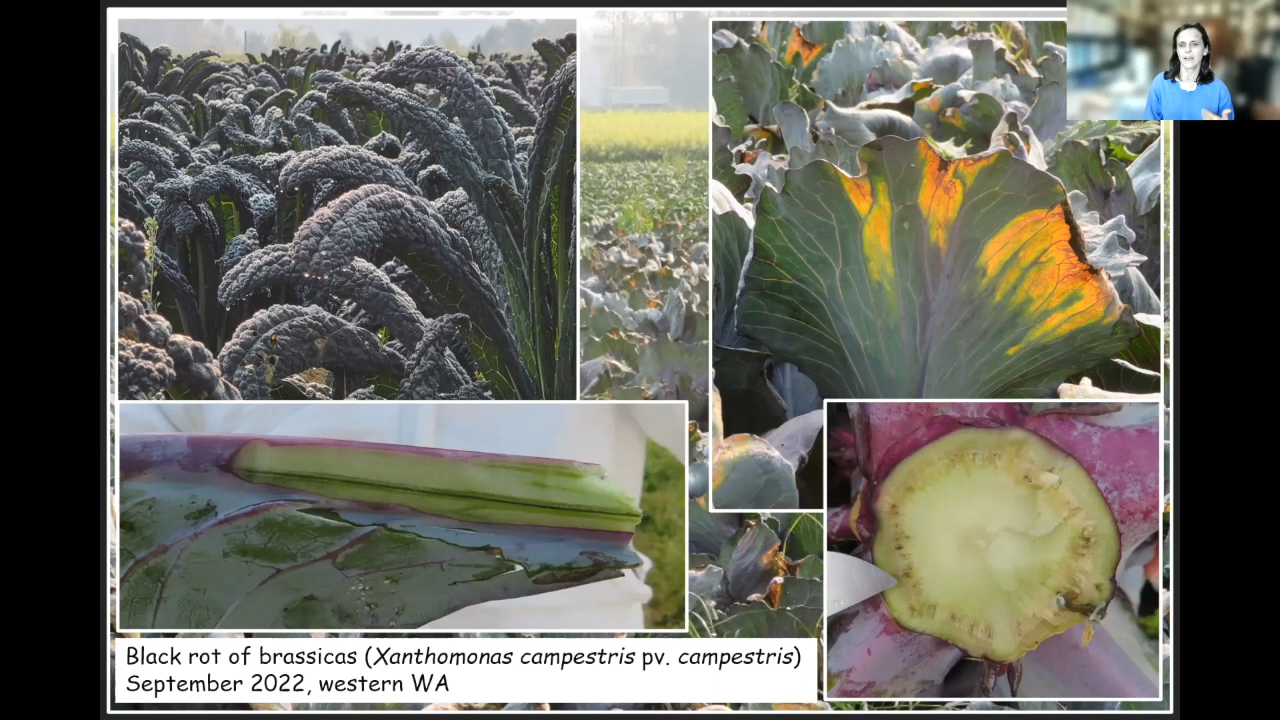 Black rot of brassicas (Xanthomonas campestris pv. campestris)
September 2022, western WA